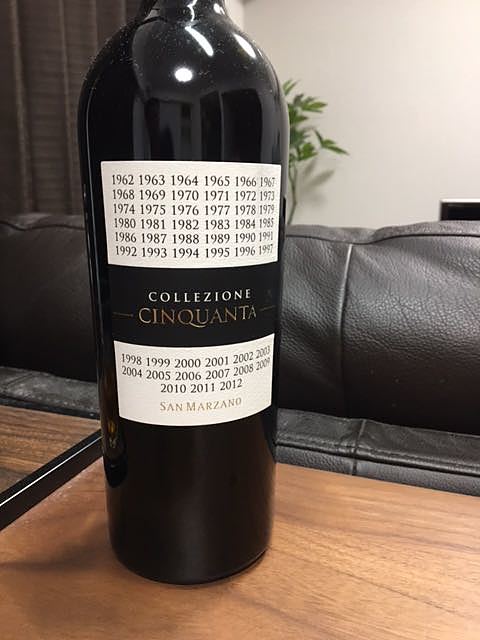 1962 1963 1964 1965 1966 1967
1968 1969 1970 1971 1972 1973
1974 1975 1976 1977 1978 1979
1980 1981 1982 1983 1984 1985
1986 1987 1988 1989 1990 1991
1992 1993 1994 1995 1996 1997
COLLEZIONE
CINQUANTA
1998 1999 2000 2001 2002 2003
2004 2005 2006 2007 2008 2009
2010 2011 2012
SAN MARZANO